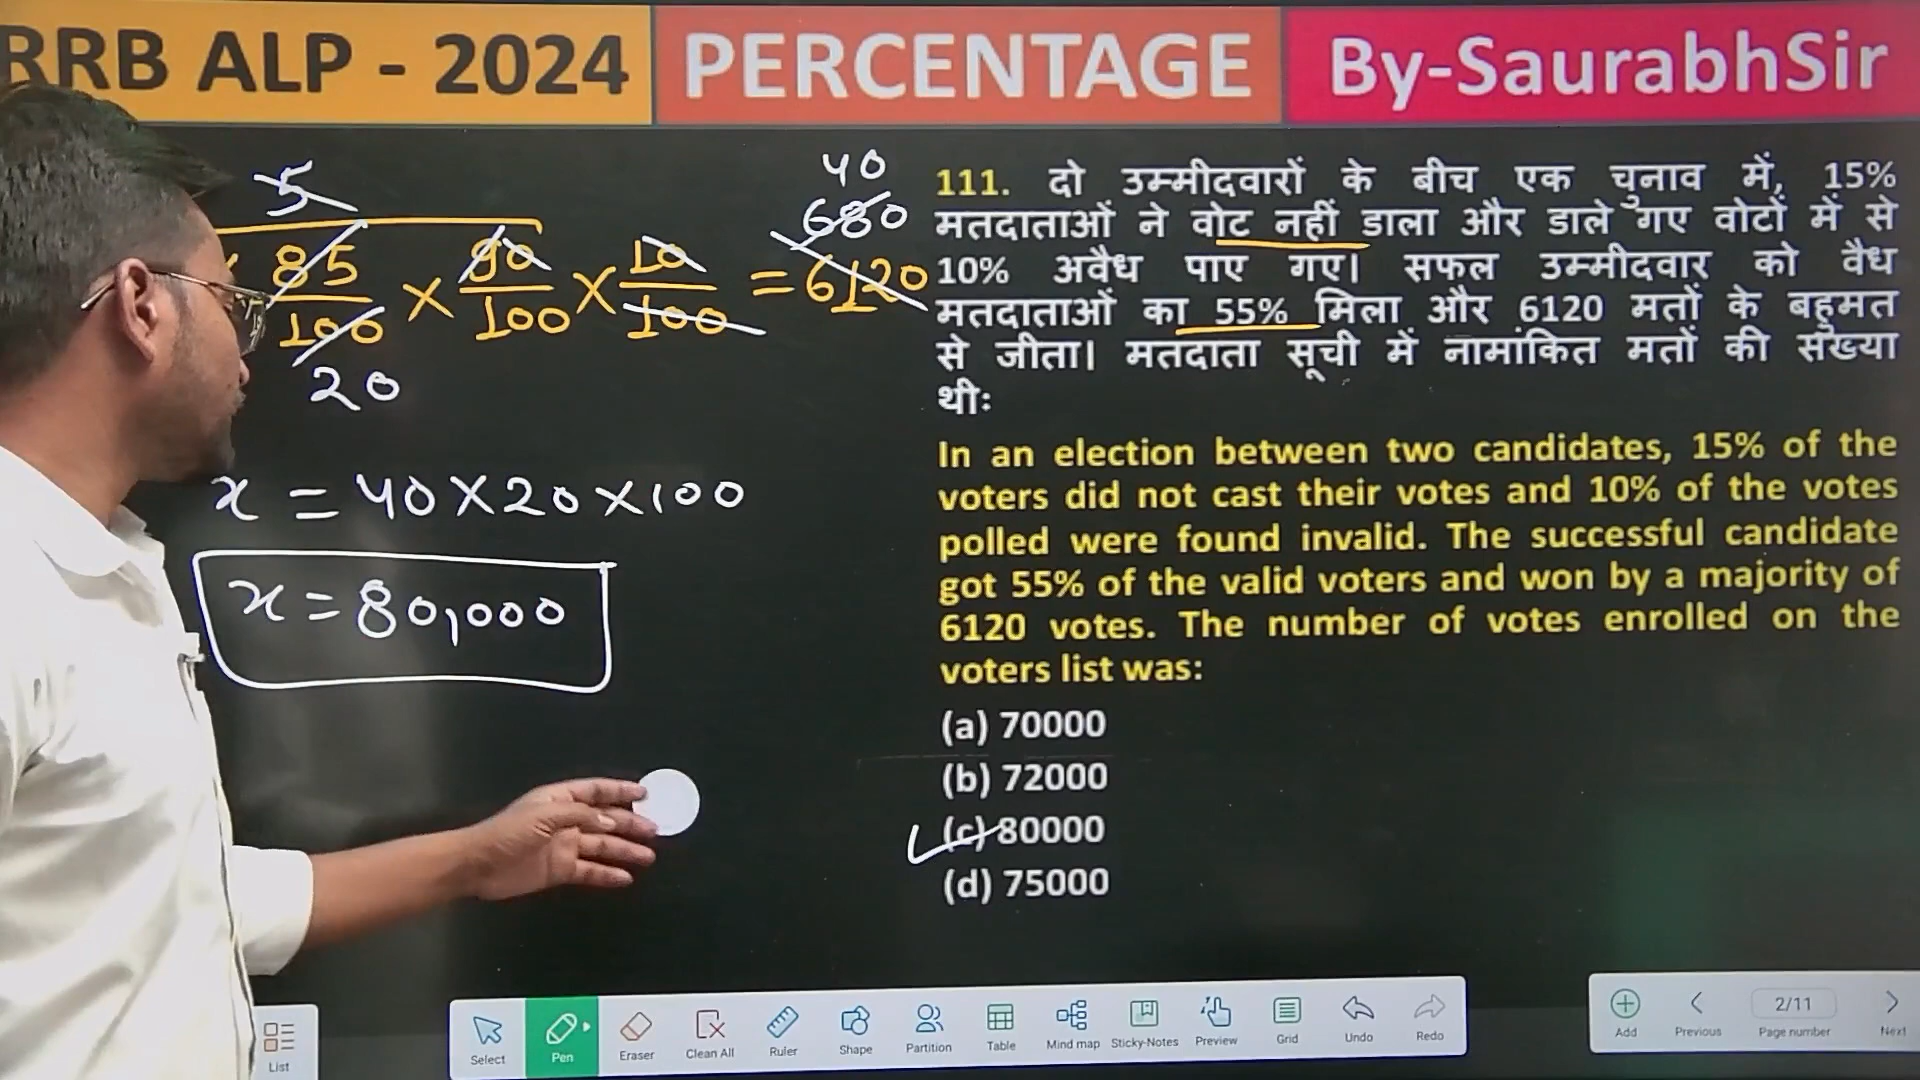 RRB ALP - 2024
PERCENTAGE
By-SaurabhSir
5
85/100 × 90/100 × 10/100 = 6120
20
680
40
x = 40×20×100
x = 80,000
111. दो उम्मीदवारों के बीच एक चुनाव में, 15%
मतदाताओं ने वोट नहीं डाला और डाले गए वोटों में से
10% अवैध पाए गए। सफल उम्मीदवार को वैध
मतदाताओं का 55% मिला और 6120 मतों के बहुमत
से जीता। मतदाता सूची में नामांकित मतों की संख्या
थीः
In an election between two candidates, 15% of the
voters did not cast their votes and 10% of the votes
polled were found invalid. The successful candidate
got 55% of the valid voters and won by a majority of
6120 votes. The number of votes enrolled on the
voters list was:
(a) 70000
(b) 72000
(c) 80000
(d) 75000
List
Select
Pen
Eraser
Clean All
Ruler
Shape
Partition
Table
Mind map
Sticky-Notes
Preview
Grid
Undo
Redo
Add
Previous
2/11
Page number
Next